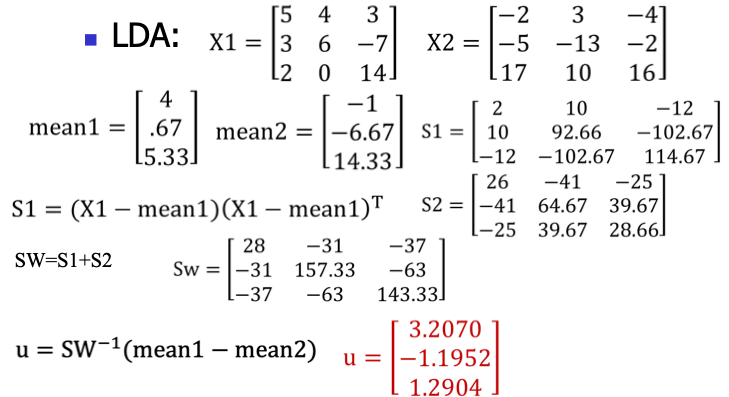 ▪ LDA: X1 = [5 4 3; 3 6 −7; 2 0 14] X2 = [−2 3 −4; −5 −13 −2; 17 10 16]
mean1 = [4; .67; 5.33] mean2 = [−1; −6.67; 14.33] S1 = [2 10 −12; 10 92.66 −102.67; −12 −102.67 114.67]
S1 = (X1 − mean1)(X1 − mean1)ᵀ S2 = [26 −41 −25; −41 64.67 39.67; −25 39.67 28.66]
SW=S1+S2 Sw = [28 −31 −37; −31 157.33 −63; −37 −63 143.33]
u = SW⁻¹(mean1 − mean2) u = [3.2070; −1.1952; 1.2904]